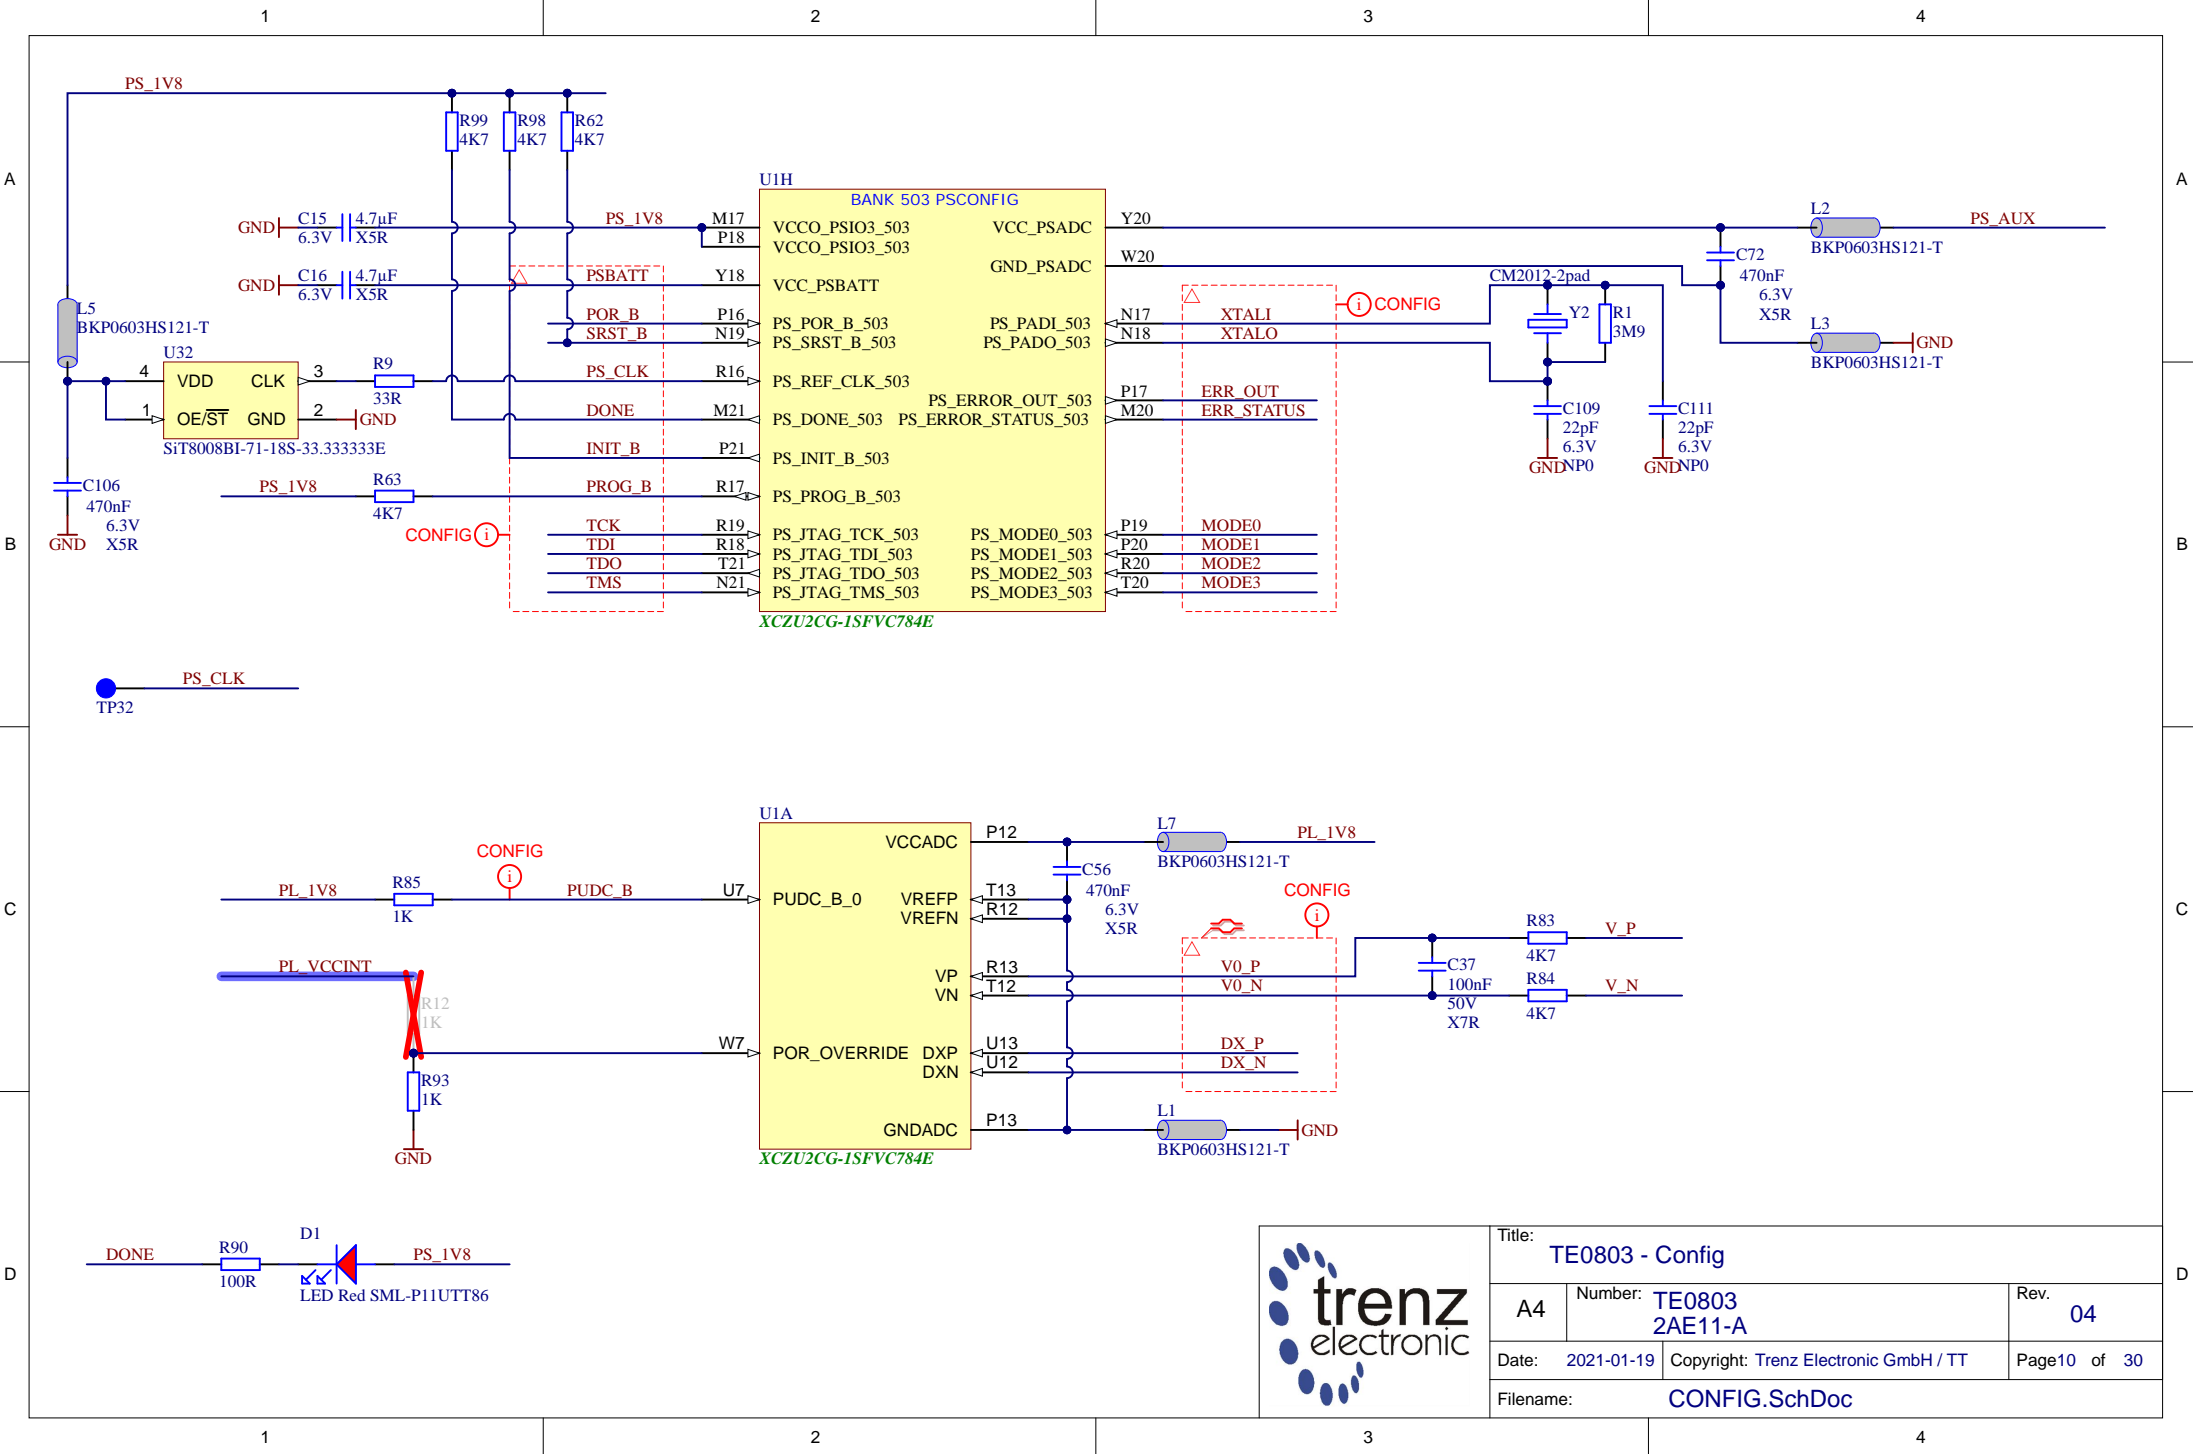 1 2 3 4
A A
B B
C C
D D
PS_1V8
R99
4K7
R98
4K7
R62
4K7
GND
C15
6.3V
4.7µF
X5R
PS_1V8
GND
C16
6.3V
4.7µF
X5R
PSBATT
POR_B
SRST_B
L5
BKP0603HS121-T
U32
4 VDD CLK 3
1 OE/ST GND 2
GND
SiT8008BI-71-18S-33.333333E
R9
33R
PS_CLK
DONE
INIT_B
C106
470nF
6.3V
X5R
GND
PS_1V8
R63
4K7
PROG_B
CONFIG i
TCK
TDI
TDO
TMS
U1H
BANK 503 PSCONFIG
M17 VCCO_PSIO3_503
P18 VCCO_PSIO3_503
Y18 VCC_PSBATT
P16 PS_POR_B_503
N19 PS_SRST_B_503
R16 PS_REF_CLK_503
M21 PS_DONE_503
P21 PS_INIT_B_503
R17 PS_PROG_B_503
R19 PS_JTAG_TCK_503
R18 PS_JTAG_TDI_503
T21 PS_JTAG_TDO_503
N21 PS_JTAG_TMS_503
VCC_PSADC Y20
GND_PSADC W20
PS_PADI_503 N17
PS_PADO_503 N18
PS_ERROR_OUT_503 P17
PS_ERROR_STATUS_503 M20
PS_MODE0_503 P19
PS_MODE1_503 P20
PS_MODE2_503 R20
PS_MODE3_503 T20
XCZU2CG-1SFVC784E
XTALI
XTALO
ERR_OUT
ERR_STATUS
MODE0
MODE1
MODE2
MODE3
i CONFIG
CM2012-2pad
Y2
R1
3M9
C109
22pF
6.3V
NP0
GND
C111
22pF
6.3V
NP0
GND
L2
BKP0603HS121-T
PS_AUX
C72
470nF
6.3V
X5R
L3
BKP0603HS121-T
GND
PS_CLK
TP32
PL_1V8
R85
1K
CONFIG
i
PUDC_B
PL_VCCINT
R12
1K
R93
1K
GND
U1A
U7 PUDC_B_0
W7 POR_OVERRIDE
VCCADC P12
VREFP T13
VREFN R12
VP R13
VN T12
DXP U13
DXN U12
GNDADC P13
XCZU2CG-1SFVC784E
L7
BKP0603HS121-T
PL_1V8
C56
470nF
6.3V
X5R
CONFIG
i
V0_P
V0_N
DX_P
DX_N
C37
100nF
50V
X7R
R83
4K7
V_P
R84
4K7
V_N
L1
BKP0603HS121-T
GND
DONE
R90
100R
D1
PS_1V8
LED Red SML-P11UTT86
trenz
electronic
Title:
TE0803 - Config
A4
Number: TE0803
2AE11-A
Rev.
04
Date: 2021-01-19
Copyright: Trenz Electronic GmbH / TT
Page10 of 30
Filename: CONFIG.SchDoc
1 2 3 4